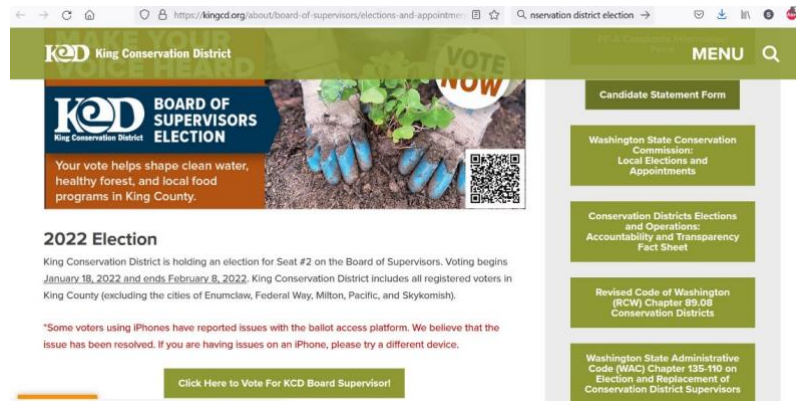 https://kingcd.org/about/board-of-supervisors/elections-and-appointmen
nservation district election →
KCD King Conservation District
MENU
MAKE YOUR
VOICE HEARD
VOTE
NOW
KCD
King Conservation District
BOARD OF
SUPERVISORS
ELECTION
Your vote helps shape clean water,
healthy forest, and local food
programs in King County.
2022 Election
King Conservation District is holding an election for Seat #2 on the Board of Supervisors. Voting begins
January 18, 2022 and ends February 8, 2022. King Conservation District includes all registered voters in
King County (excluding the cities of Enumclaw, Federal Way, Milton, Pacific, and Skykomish).
*Some voters using iPhones have reported issues with the ballot access platform. We believe that the
issue has been resolved. If you are having issues on an iPhone, please try a different device.
Click Here to Vote For KCD Board Supervisor!
Candidate Statement Form
Washington State Conservation
Commission:
Local Elections and
Appointments
Conservation Districts Elections
and Operations:
Accountability and Transparency
Fact Sheet
Revised Code of Washington
(RCW) Chapter 89.08
Conservation Districts
Washington State Administrative
Code (WAC) Chapter 135-110 on
Election and Replacement of
Conservation District Supervisors